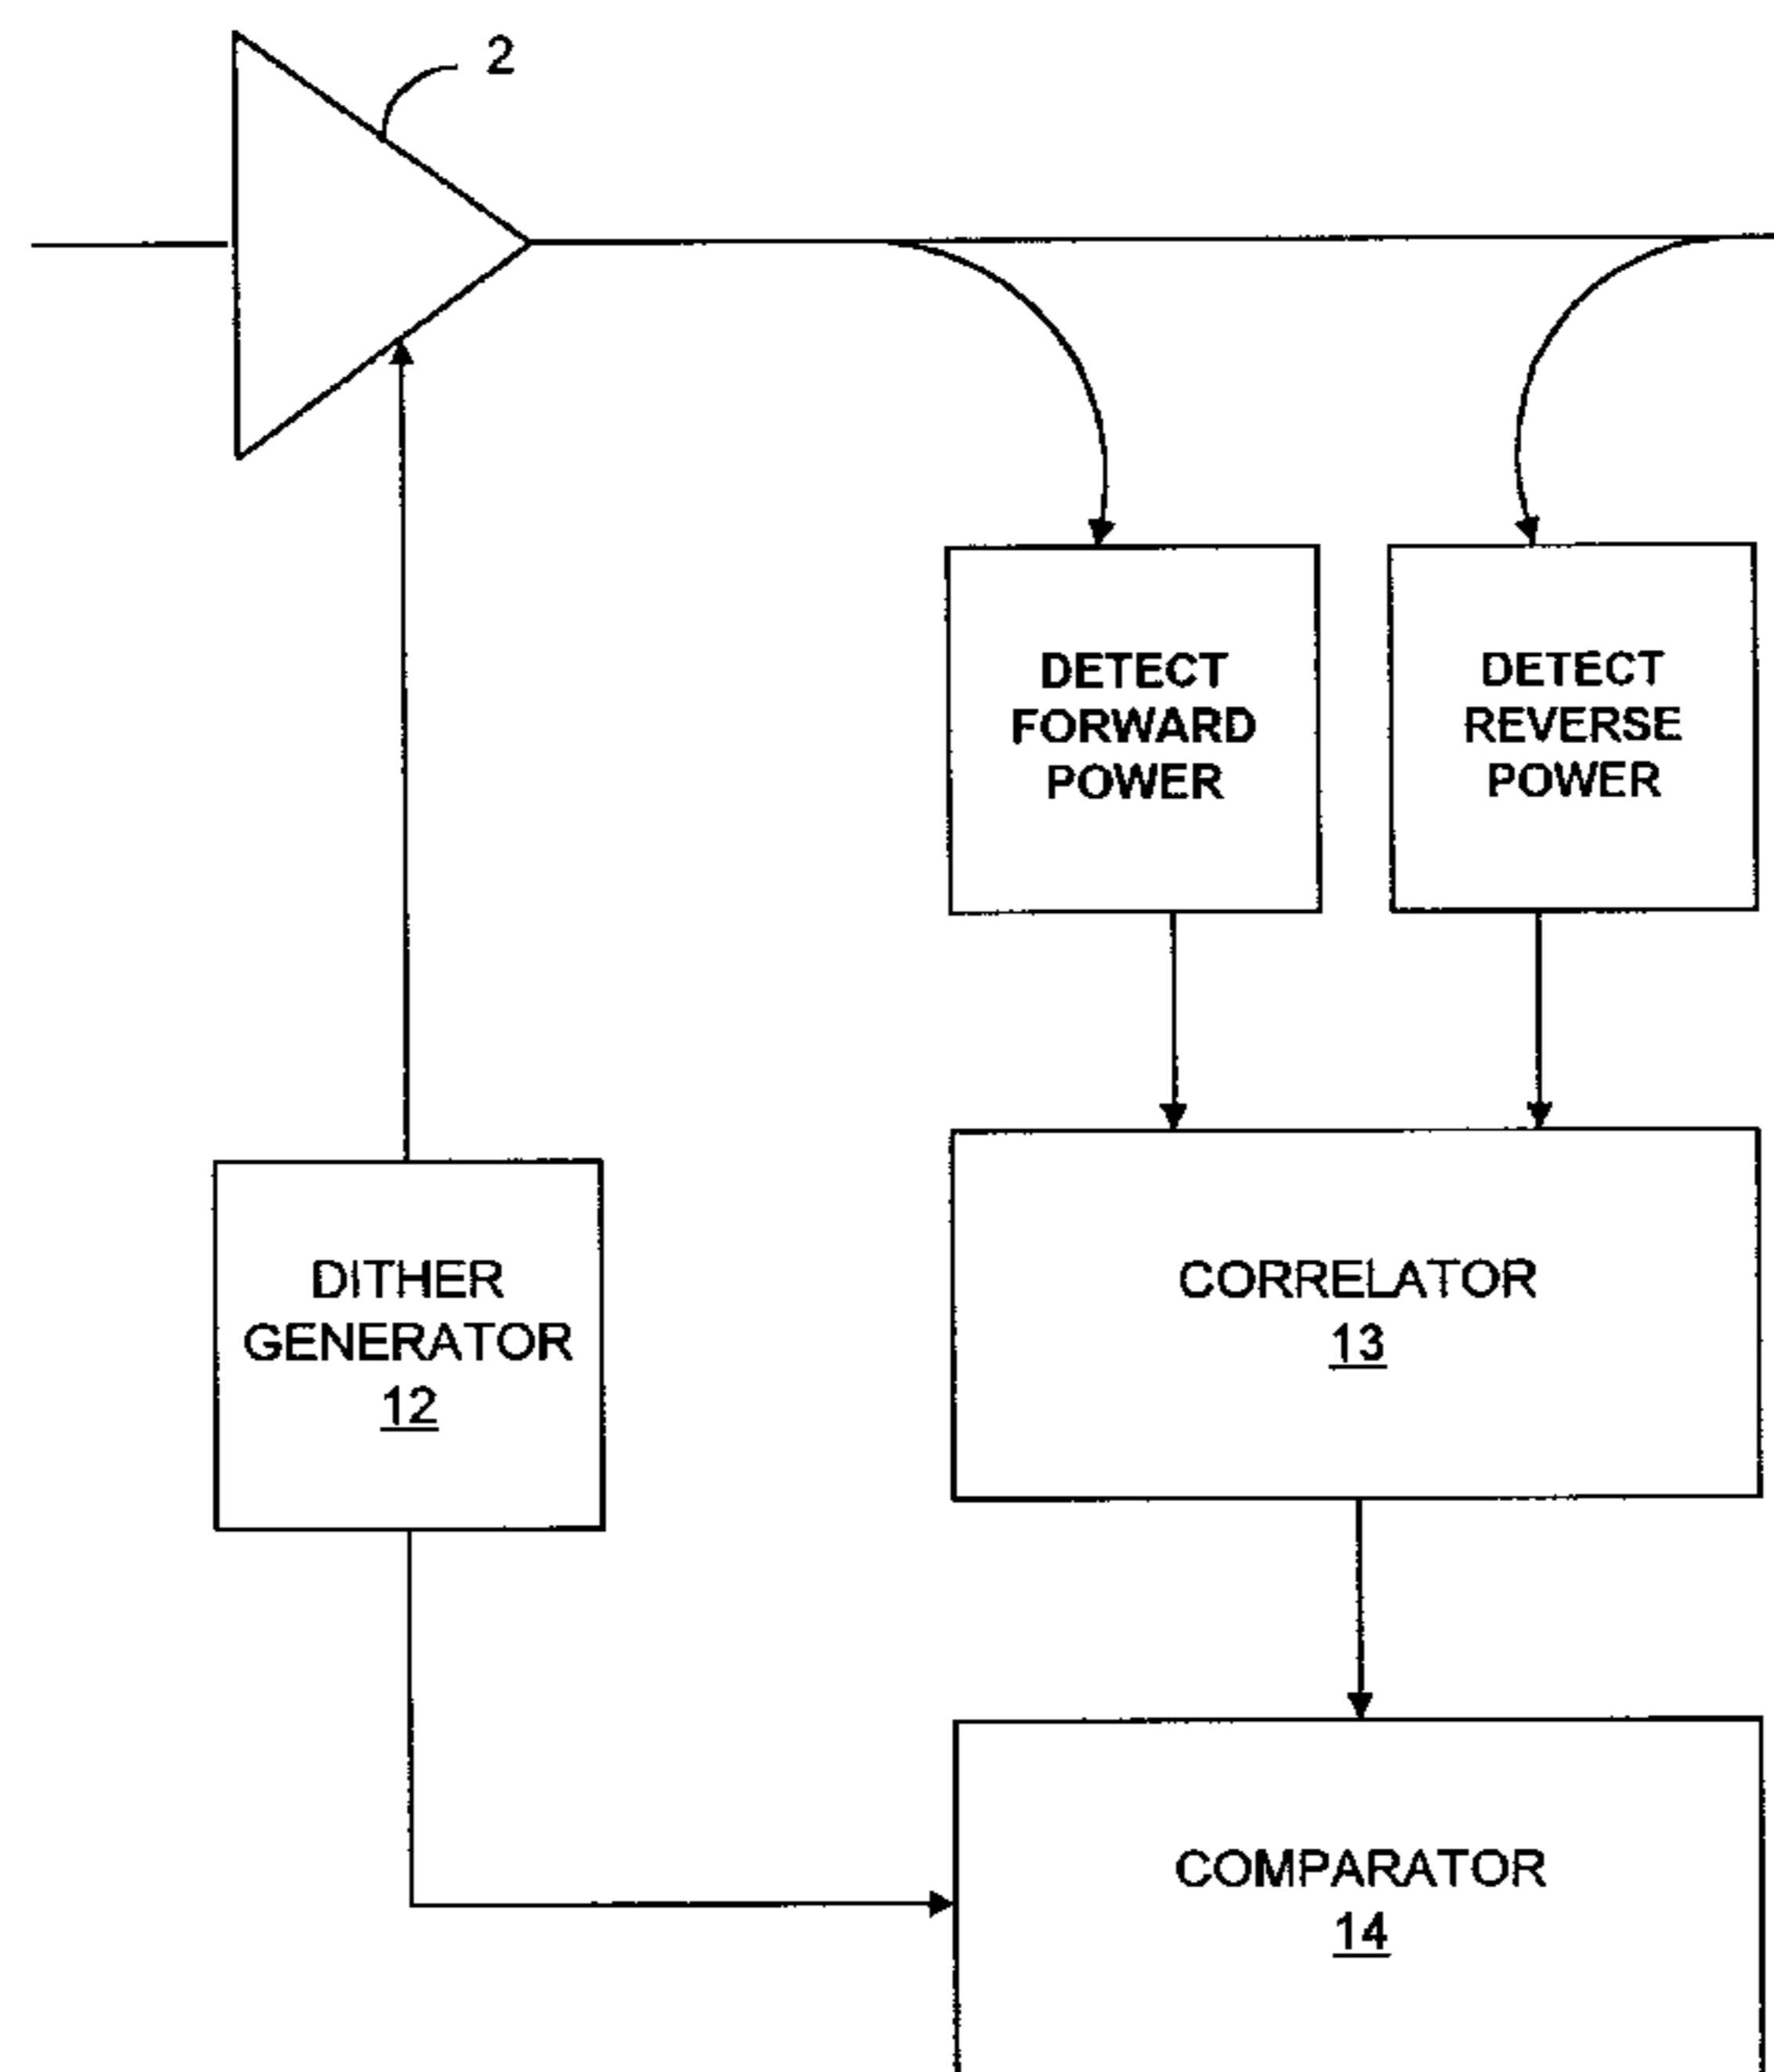 2
DETECT
FORWARD
POWER
DETECT
REVERSE
POWER
DITHER
GENERATOR
12
CORRELATOR
13
COMPARATOR
14